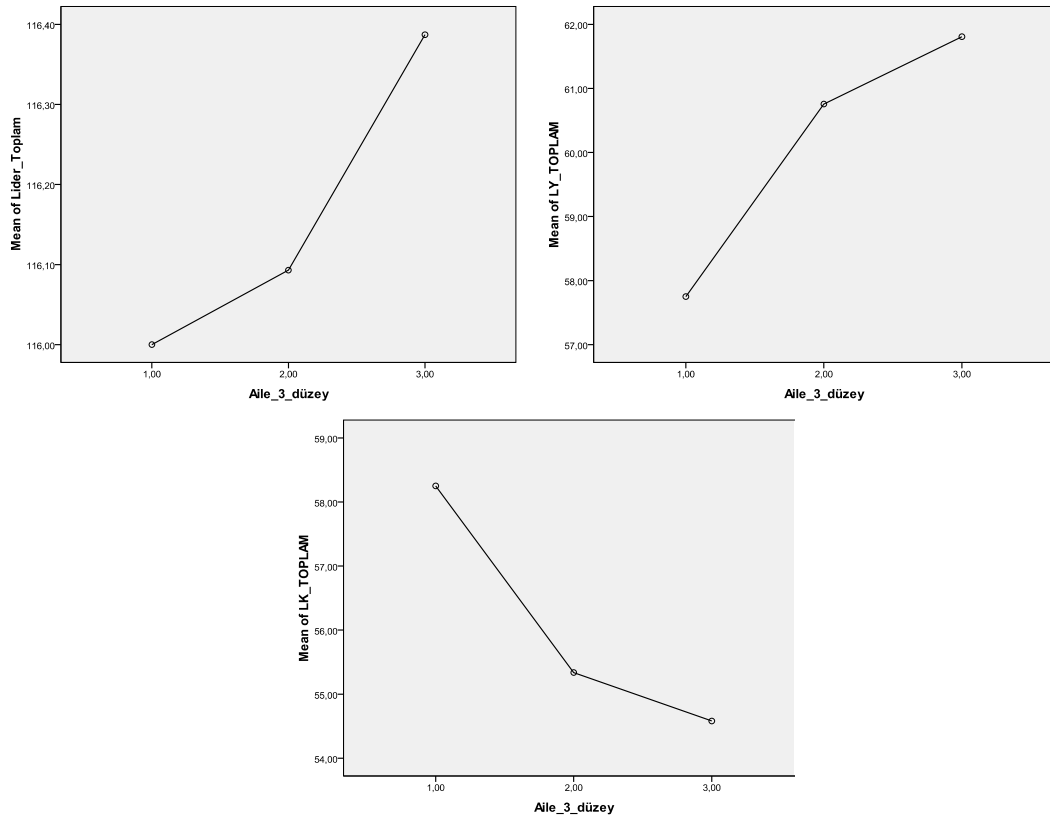 Mean of Lider_Toplam
116,40
116,30
116,20
116,10
116,00
1,00 2,00 3,00
Aile_3_düzey
Mean of LY_TOPLAM
62,00
61,00
60,00
59,00
58,00
57,00
1,00 2,00 3,00
Aile_3_düzey
Mean of LK_TOPLAM
59,00
58,00
57,00
56,00
55,00
54,00
1,00 2,00 3,00
Aile_3_düzey